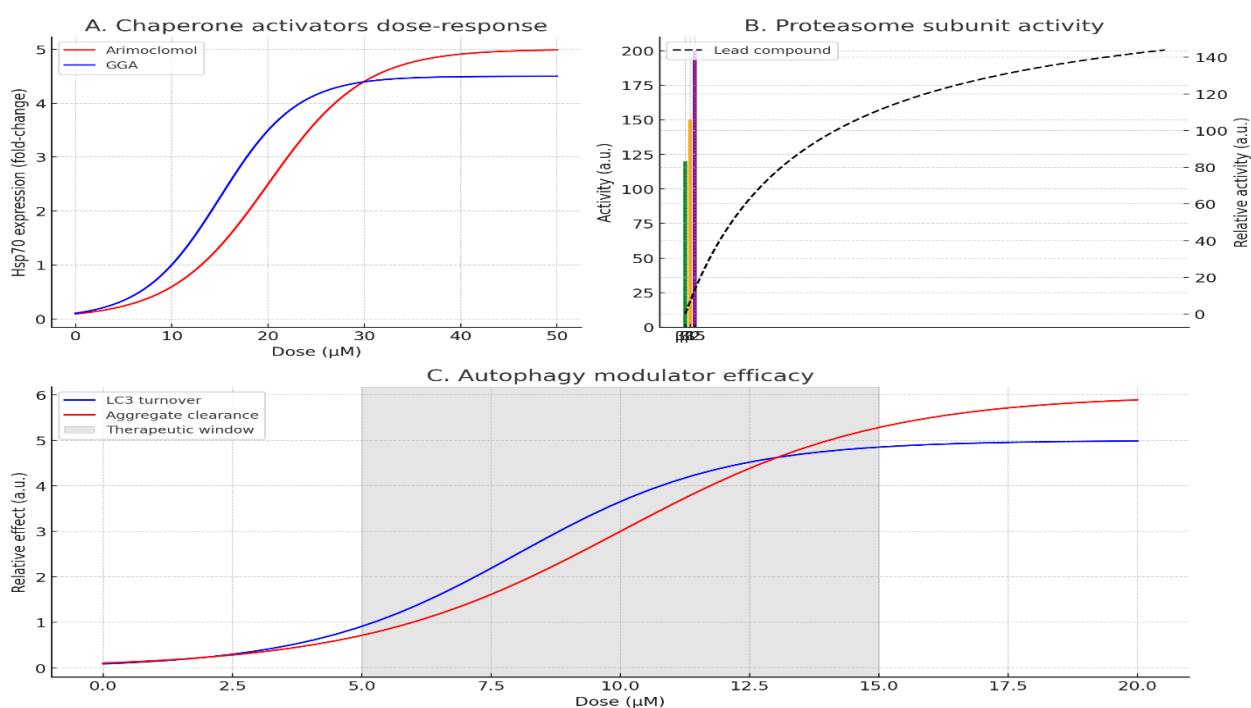 A. Chaperone activators dose-response
Arimoclomol
GGA
Hsp70 expression (fold-change)
5
4
3
2
1
0
0 10 20 30 40 50
Dose (µM)
B. Proteasome subunit activity
Lead compound
Activity (a.u.)
200
175
150
125
100
75
50
25
0
Relative activity (a.u.)
140
120
100
80
60
40
20
0
C. Autophagy modulator efficacy
LC3 turnover
Aggregate clearance
Therapeutic window
Relative effect (a.u.)
6
5
4
3
2
1
0
0.0 2.5 5.0 7.5 10.0 12.5 15.0 17.5 20.0
Dose (µM)